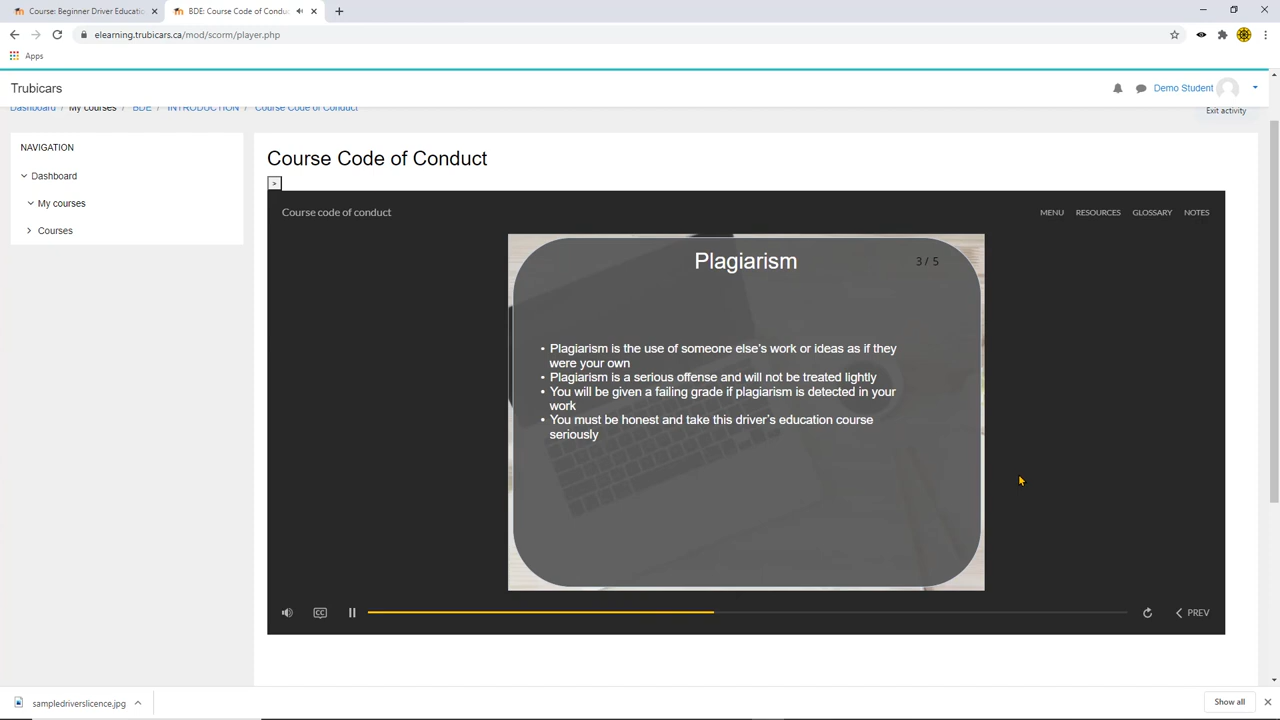 Course: Beginner Driver Education
BDE: Course Code of Conduc
elearning.trubicars.ca/mod/scorm/player.php
Apps
Trubicars
Demo Student
Dashboard / My courses / BDE / INTRODUCTION / Course Code of Conduct
Exit activity
NAVIGATION
Dashboard
My courses
Courses
Course Code of Conduct
>
Course code of conduct
MENU RESOURCES GLOSSARY NOTES
Plagiarism
3 / 5
• Plagiarism is the use of someone else's work or ideas as if they
were your own
• Plagiarism is a serious offense and will not be treated lightly
• You will be given a failing grade if plagiarism is detected in your
work
• You must be honest and take this driver's education course
seriously
CC
PREV
sampledriverslicence.jpg
Show all